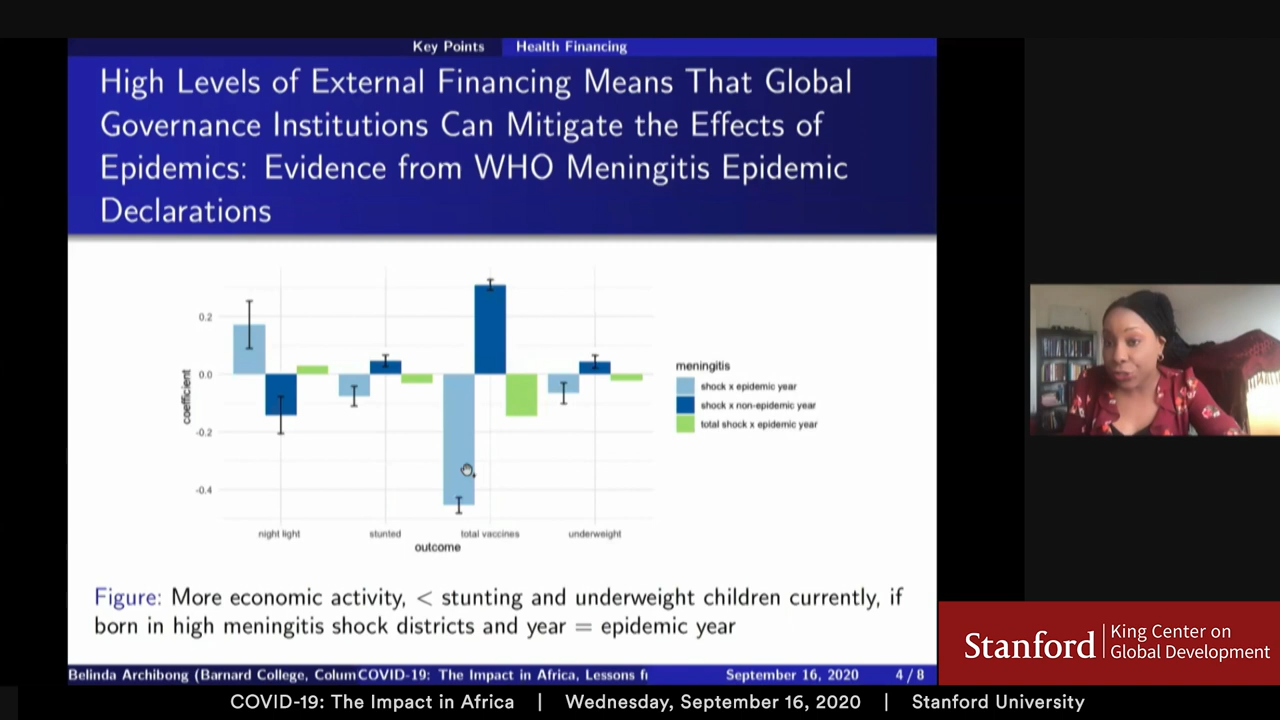 Key Points Health Financing
High Levels of External Financing Means That Global
Governance Institutions Can Mitigate the Effects of
Epidemics: Evidence from WHO Meningitis Epidemic
Declarations
0.2
0.0
-0.2
-0.4
coefficient
night light stunted total vaccines underweight
outcome
meningitis
shock x epidemic year
shock x non-epidemic year
total shock x epidemic year
Figure: More economic activity, < stunting and underweight children currently, if
born in high meningitis shock districts and year = epidemic year
Belinda Archibong (Barnard College, Colum COVID-19: The Impact in Africa, Lessons fi September 16, 2020 4 / 8
Stanford | King Center on
Global Development
COVID-19: The Impact in Africa | Wednesday, September 16, 2020 | Stanford University